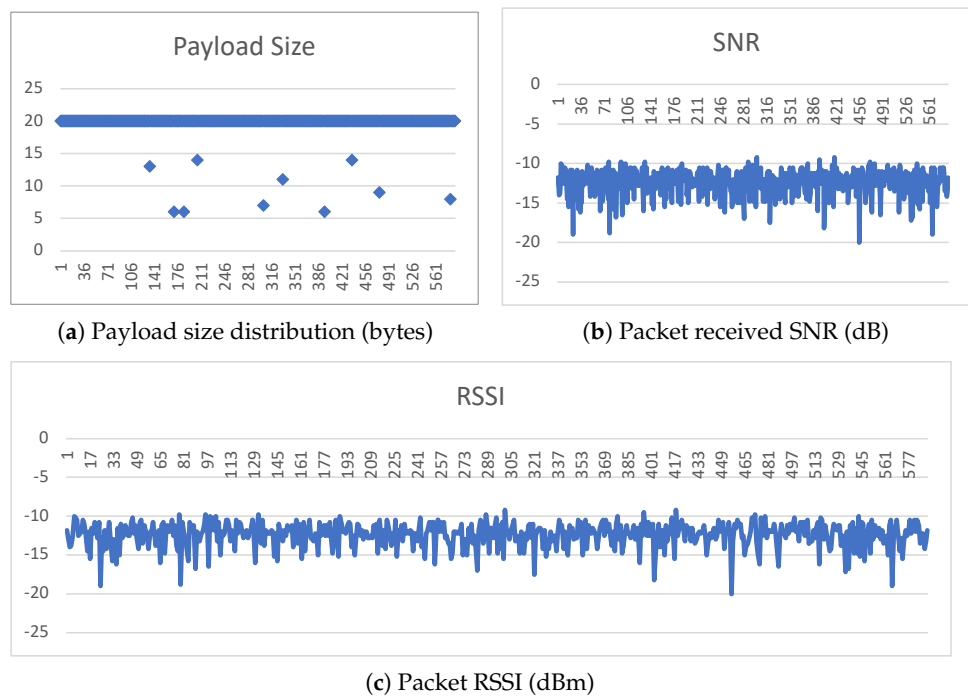 Payload Size
25
20
15
10
5
0
1 36 71 106 141 176 211 246 281 316 351 386 421 456 491 526 561
(a) Payload size distribution (bytes)
SNR
0
1 36 71 106 141 176 211 246 281 316 351 386 421 456 491 526 561
-5
-10
-15
-20
-25
(b) Packet received SNR (dB)
RSSI
0
1 17 33 49 65 81 97 113 129 145 161 177 193 209 225 241 257 273 289 305 321 337 353 369 385 401 417 433 449 465 481 497 513 529 545 561 577
-5
-10
-15
-20
-25
(c) Packet RSSI (dBm)